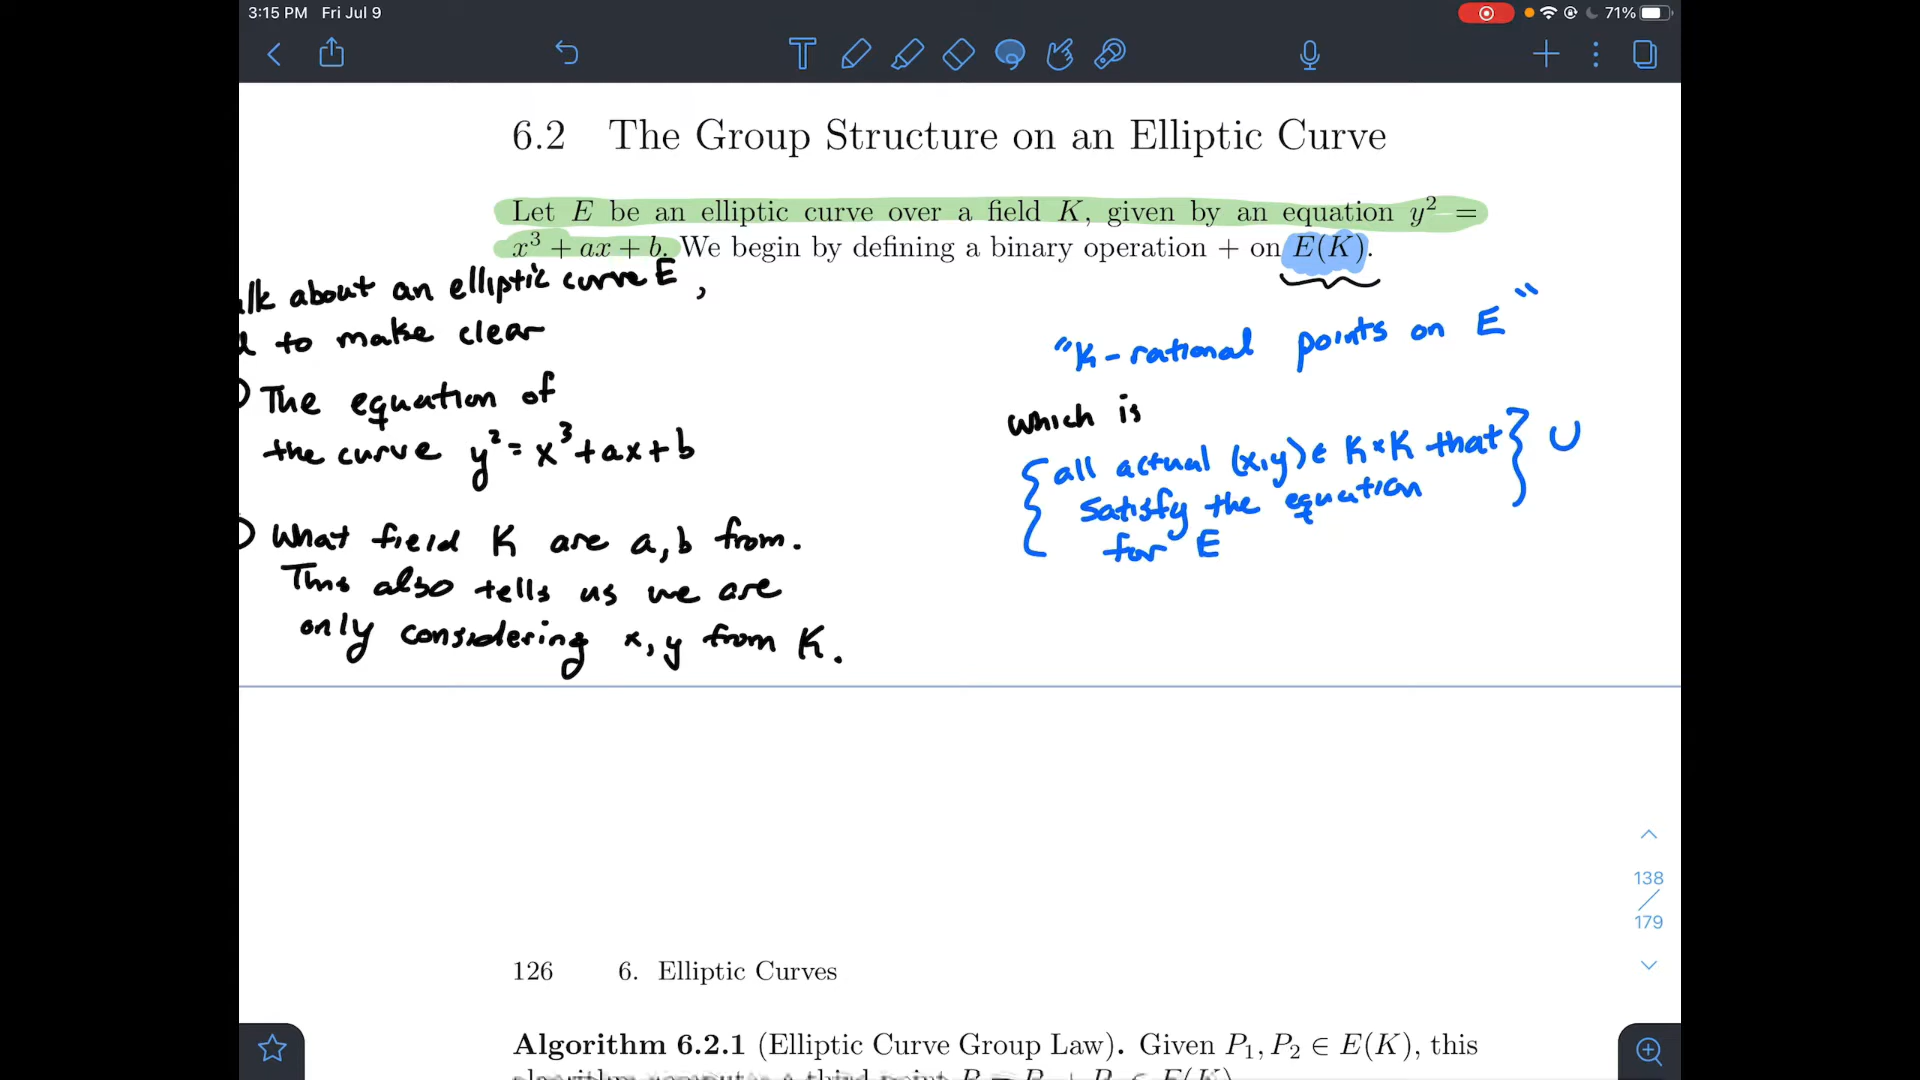 3:15 PM Fri Jul 9
71%
6.2 The Group Structure on an Elliptic Curve
Let E be an elliptic curve over a field K, given by an equation y² =
x³ + ax + b. We begin by defining a binary operation + on E(K).
alk about an elliptic curve E,
to make clear
The equation of
the curve y² = x³ + ax + b
What field K are a, b from.
This also tells us we are
only considering x, y from K.
"K-rational points on E"
which is
{ all actual (x,y) ∈ K×K that } ∪
satisfy the equation
for E
138
179
126 6. Elliptic Curves
Algorithm 6.2.1 (Elliptic Curve Group Law). Given P₁, P₂ ∈ E(K), this